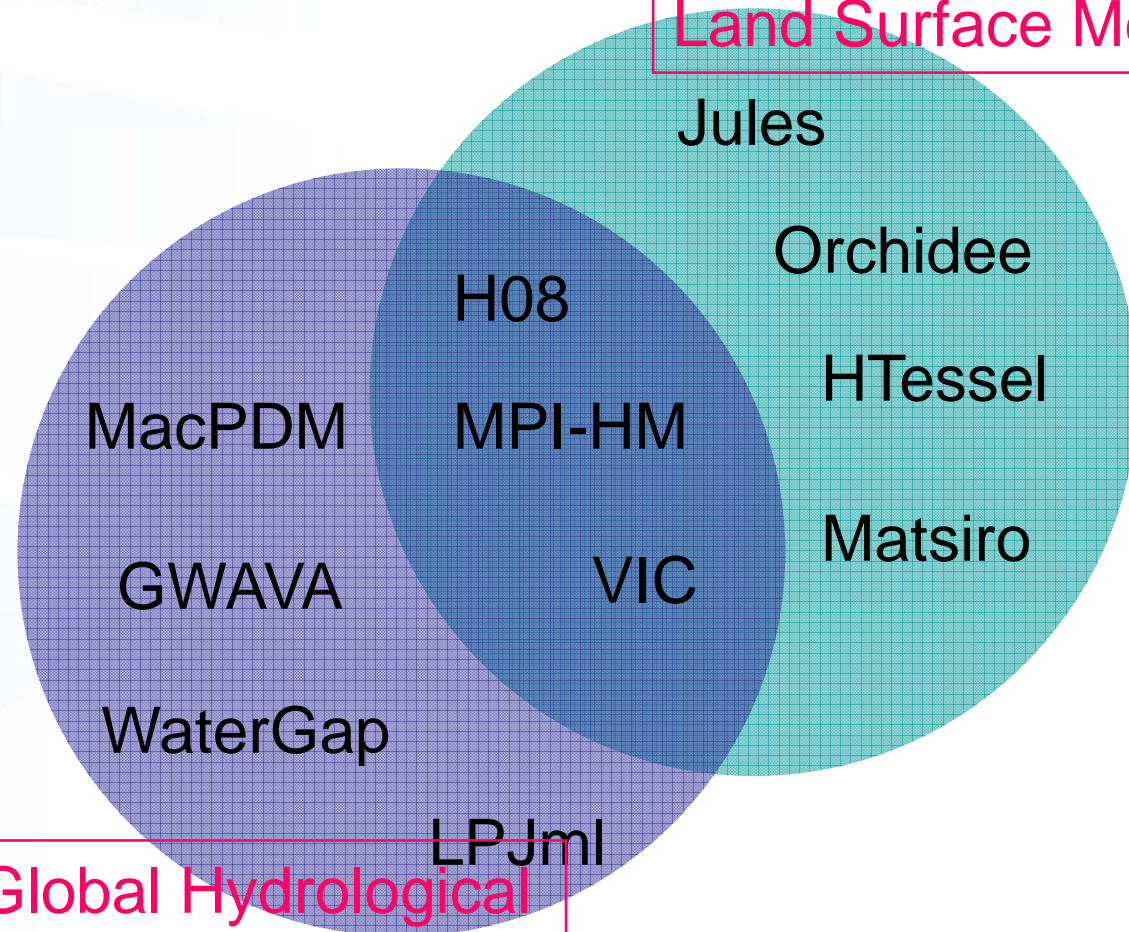 Land Surface
Jules
Orchidee
H08
HTessel
MacPDM
MPI-HM
Matsiro
GWAVA
VIC
WaterGap
LPJml
Global Hydrological